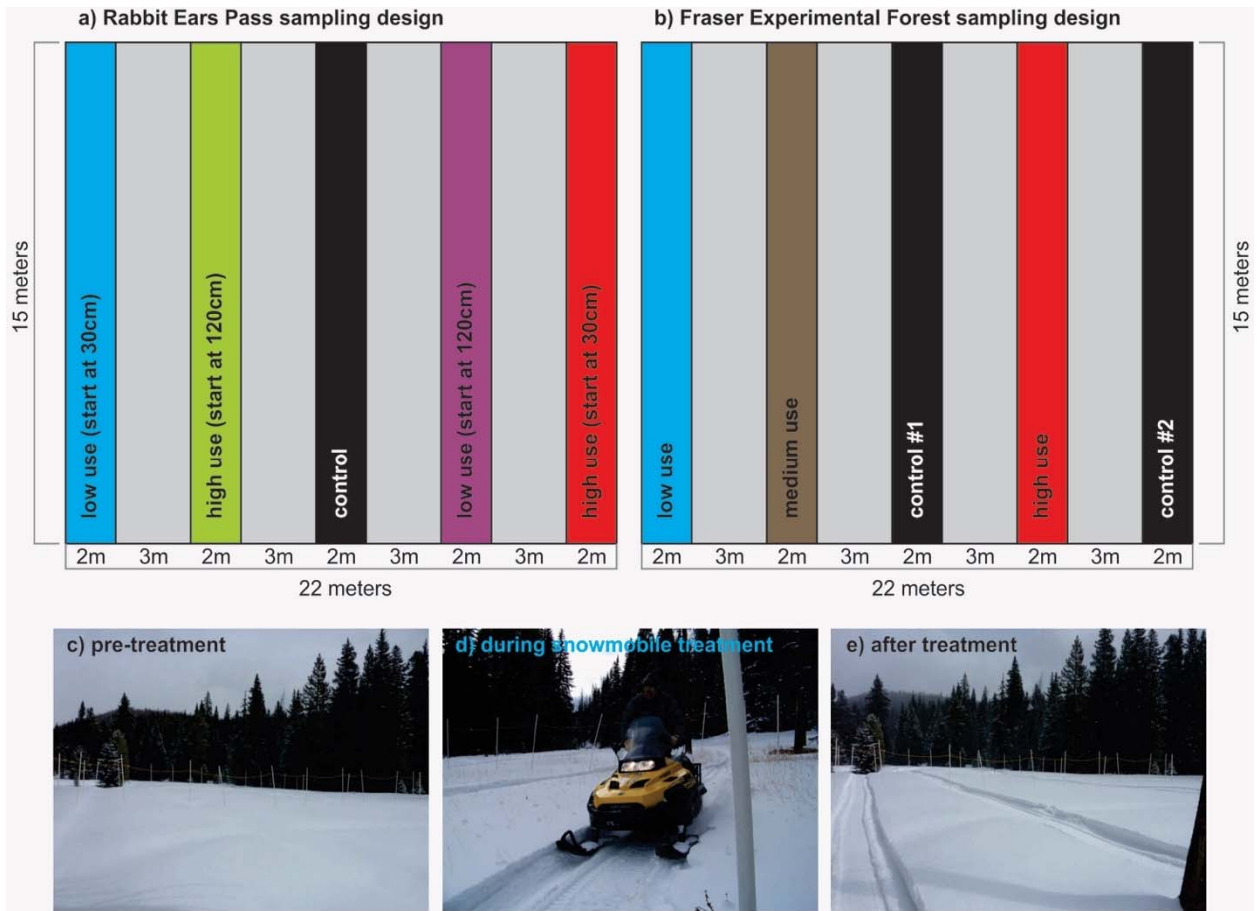 a) Rabbit Ears Pass sampling design
15 meters
low use (start at 30cm)
high use (start at 120cm)
control
low use (start at 120cm)
high use (start at 30cm)
2m 3m 2m 3m 2m 3m 2m 3m 2m
22 meters
b) Fraser Experimental Forest sampling design
low use
medium use
control #1
high use
control #2
15 meters
2m 3m 2m 3m 2m 3m 2m 3m 2m
22 meters
c) pre-treatment
d) during snowmobile treatment
e) after treatment